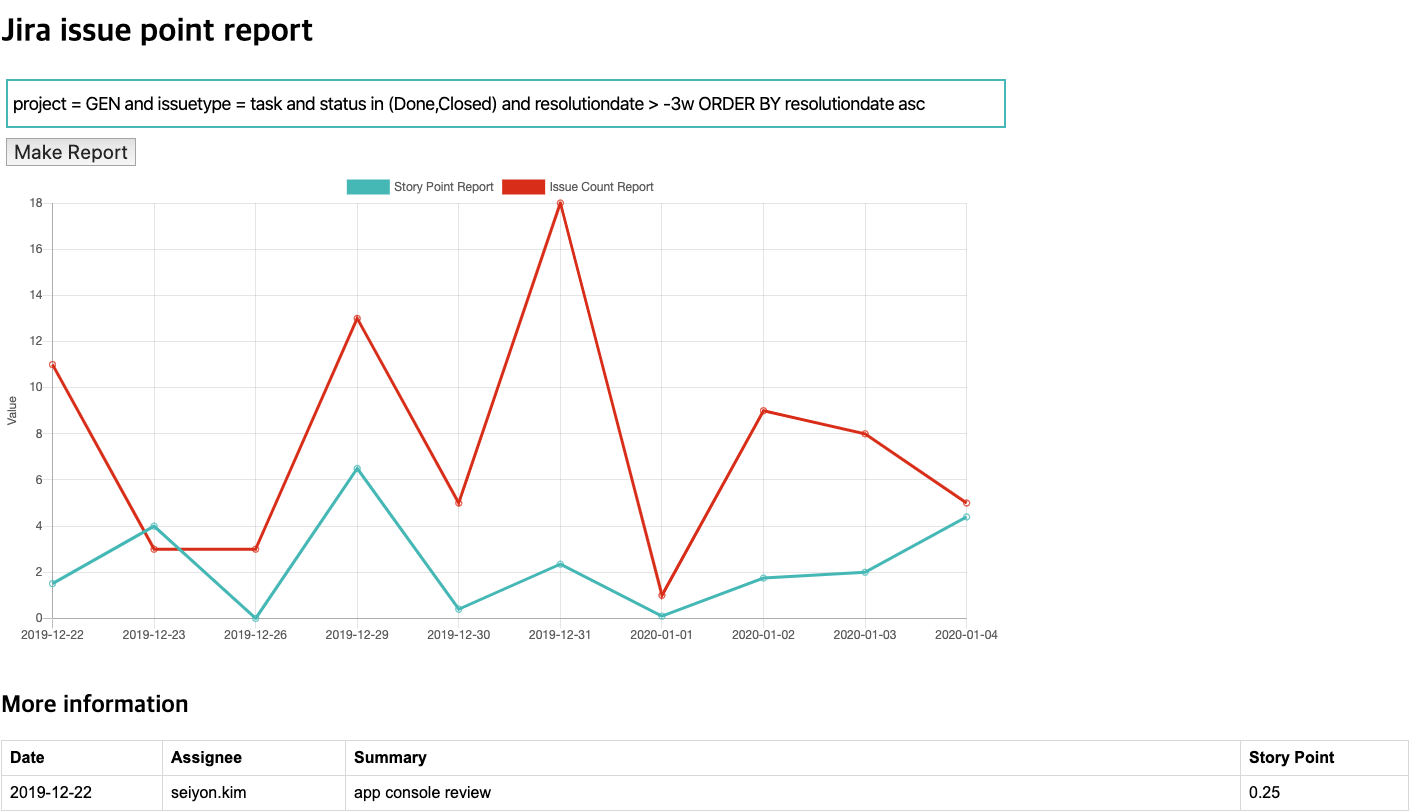 Jira issue point report
project = GEN and issuetype = task and status in (Done,Closed) and resolutiondate > -3w ORDER BY resolutiondate asc
Make Report
Story Point Report Issue Count Report
18
16
14
12
10
8
6
4
2
0
Value
2019-12-22 2019-12-23 2019-12-26 2019-12-29 2019-12-30 2019-12-31 2020-01-01 2020-01-02 2020-01-03 2020-01-04
More information
Date Assignee Summary Story Point
2019-12-22 seiyon.kim app console review 0.25